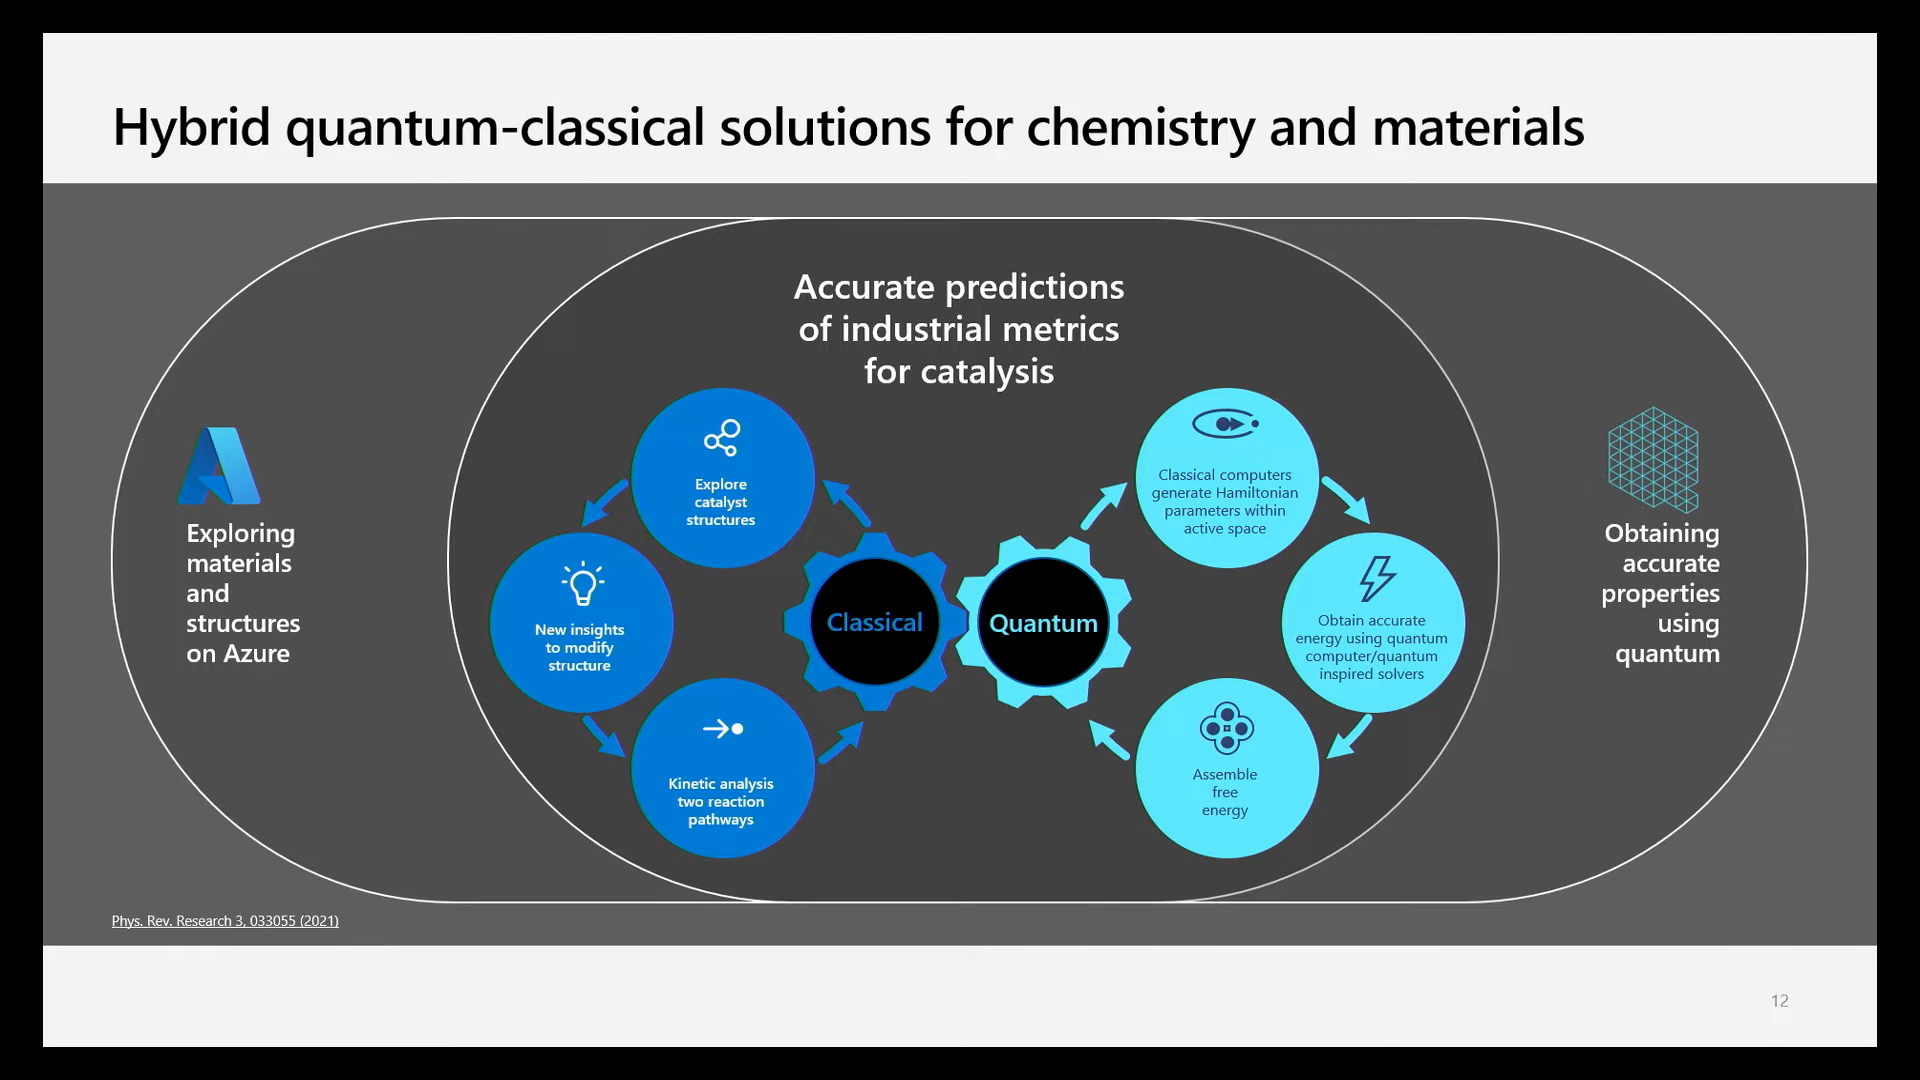 Hybrid quantum-classical solutions for chemistry and materials
Accurate predictions
of industrial metrics
for catalysis
Exploring
materials
and
structures
on Azure
Explore
catalyst
structures
New insights
to modify
structure
Kinetic analysis
two reaction
pathways
Classical
Quantum
Classical computers
generate Hamiltonian
parameters within
active space
Obtain accurate
energy using quantum
computer/quantum
inspired solvers
Assemble
free
energy
Obtaining
accurate
properties
using
quantum
Phys. Rev. Research 3, 033055 (2021)
12